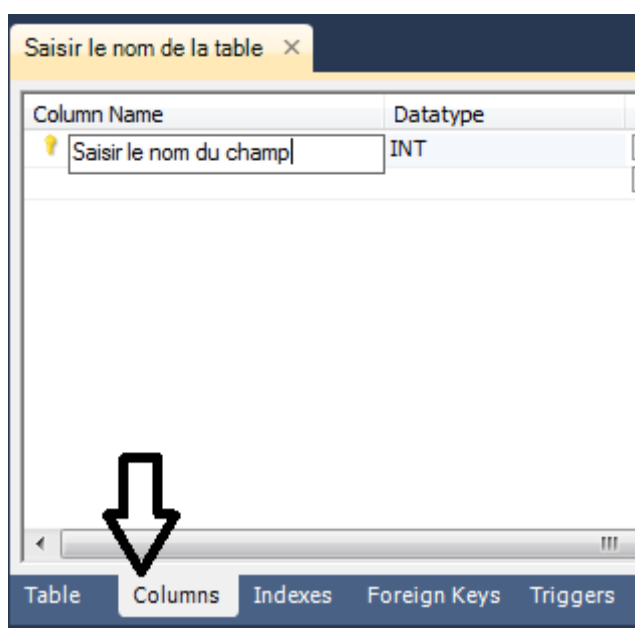 Saisir le nom de la table ×
Column Name Datatype
Saisir le nom du champ INT
Table Columns Indexes Foreign Keys Triggers